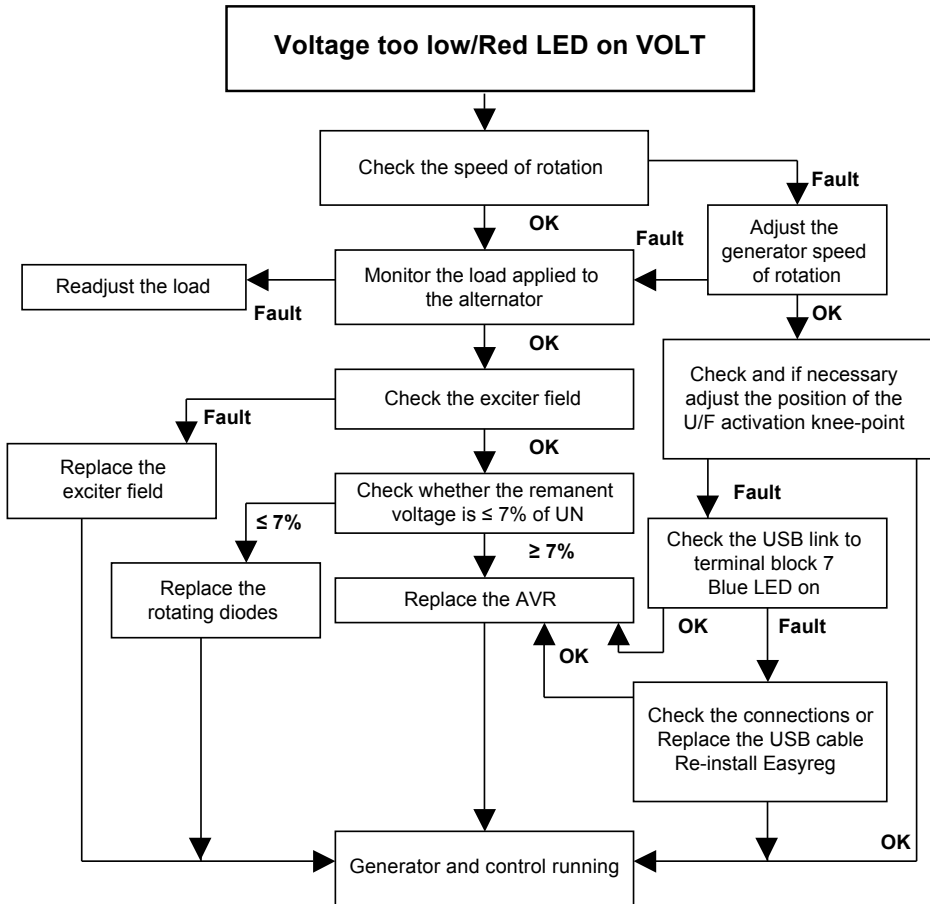 Voltage too low/Red LED on VOLT
Check the speed of rotation
Fault
OK
Fault
Adjust the
generator speed
of rotation
Monitor the load applied to
the alternator
Readjust the load
Fault
OK
OK
Check and if necessary
adjust the position of the
U/F activation knee-point
Check the exciter field
Fault
OK
Replace the
exciter field
Check whether the remanent
voltage is ≤ 7% of UN
Fault
≤ 7%
≥ 7%
Check the USB link to
terminal block 7
Blue LED on
Replace the
rotating diodes
Replace the AVR
OK
Fault
OK
Check the connections or
Replace the USB cable
Re-install Easyreg
OK
Generator and control running